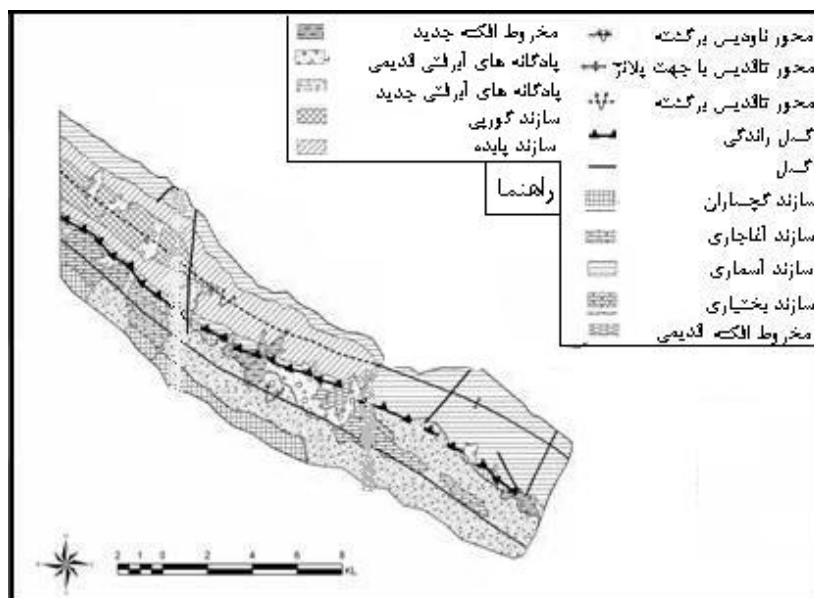 محور ناودیس برگشته
محور تاقدیس با جهت پلانج
محور تاقدیس برگشته
گسل راندگی
گسل
سازند گچساران
سازند آغاجاری
سازند آسماری
سازند بختیاری
مخروط افکنه قدیمی
مخروط افکنه جدید
پادگانه های آبرفتی قدیمی
پادگانه های آبرفتی جدید
سازند گورپی
سازند پابده
راهنما
2 1 0 2 4 6 8